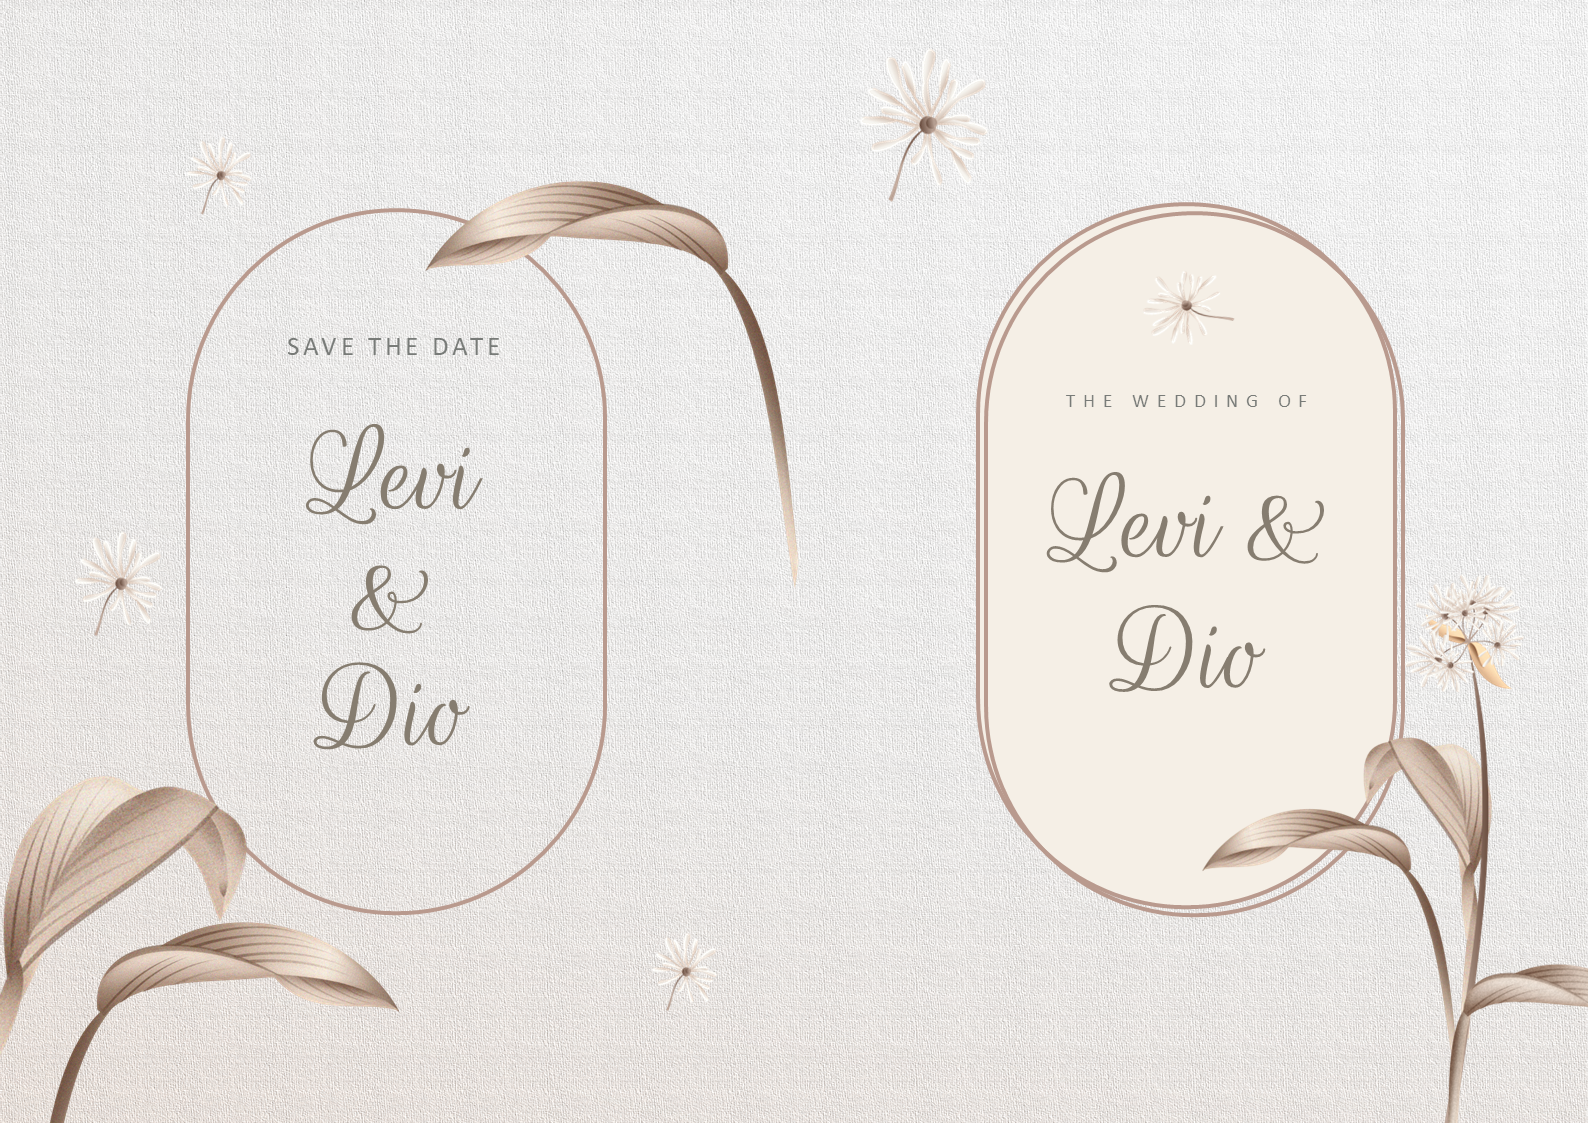 SAVE THE DATE
Levi
&
Dio
THE WEDDING OF
Levi &
Dio